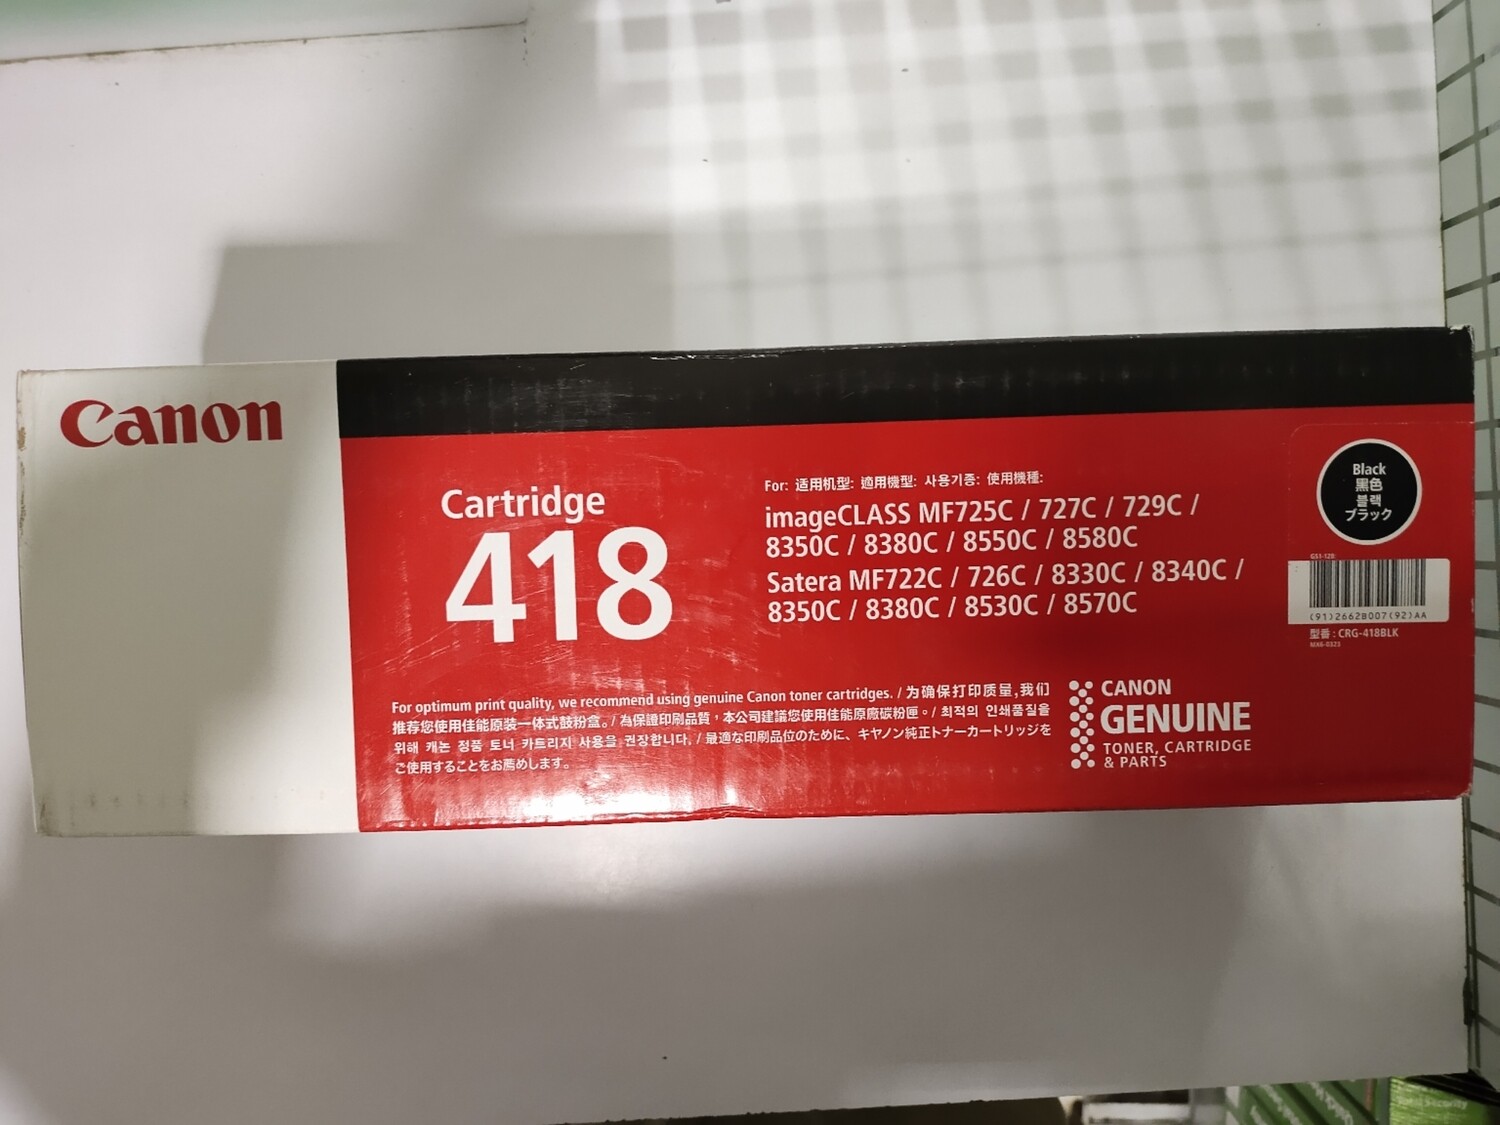 Canon
Cartridge
418
For: 适用机型: 適用機型: 사용기종: 使用機種:
imageCLASS MF725C / 727C / 729C /
8350C / 8380C / 8550C / 8580C
Satera MF722C / 726C / 8330C / 8340C /
8350C / 8380C / 8530C / 8570C
Black
黒色
블랙
ブラック
GS1-128:
(91)2662B007(92)AA
型番 : CRG-418BLK
For optimum print quality, we recommend using genuine Canon toner cartridges. / 为确保打印质量,我们
推荐您使用佳能原装一体式鼓粉盒。/ 為保證印刷品質，本公司建議您使用佳能原廠碳粉匣。/ 최적의 인쇄품질을
위해 캐논 정품 토너 카트리지 사용을 권장합니다. / 最適な印刷品位のために、キヤノン純正トナーカートリッジを
ご使用することをお薦めします。
CANON
GENUINE
TONER, CARTRIDGE
& PARTS